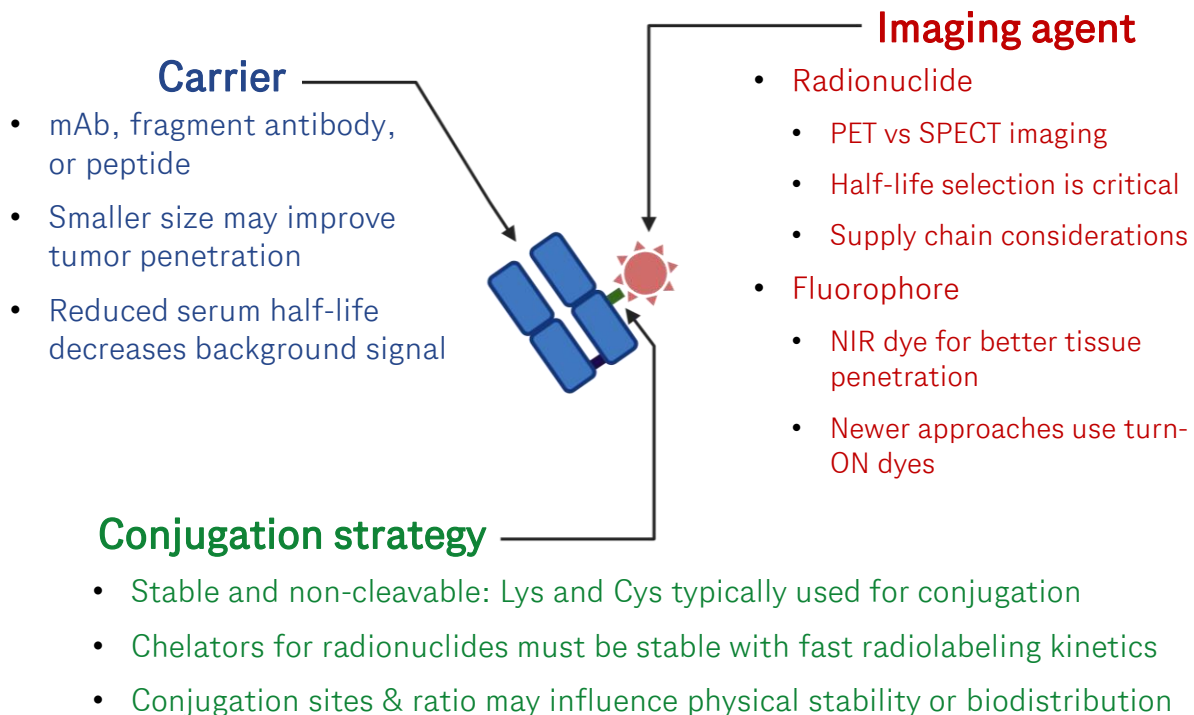 Carrier
• mAb, fragment antibody,
or peptide
• Smaller size may improve
tumor penetration
• Reduced serum half-life
decreases background signal
Imaging agent
• Radionuclide
• PET vs SPECT imaging
• Half-life selection is critical
• Supply chain considerations
• Fluorophore
• NIR dye for better tissue
penetration
• Newer approaches use turn-
ON dyes
Conjugation strategy
• Stable and non-cleavable: Lys and Cys typically used for conjugation
• Chelators for radionuclides must be stable with fast radiolabeling kinetics
• Conjugation sites & ratio may influence physical stability or biodistribution